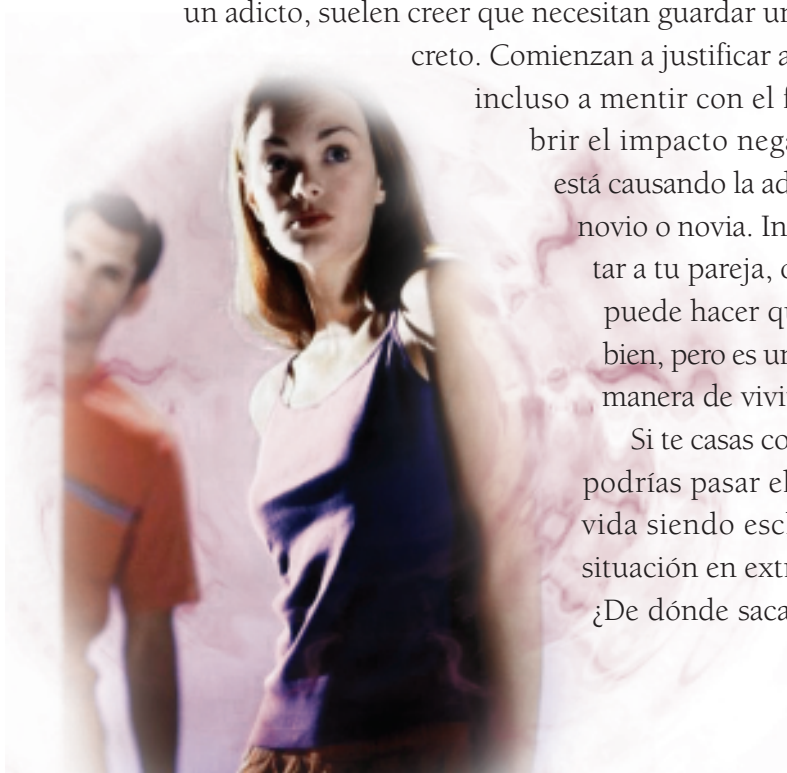 un adicto, suelen creer que necesitan guardar un
creto. Comienzan a justificar a
incluso a mentir con el f
brir el impacto nega
está causando la ad
novio o novia. In
tar a tu pareja, o
puede hacer qu
bien, pero es un
manera de vivi
Si te casas co
podrías pasar el
vida siendo escl
situación en extr
¿De dónde saca